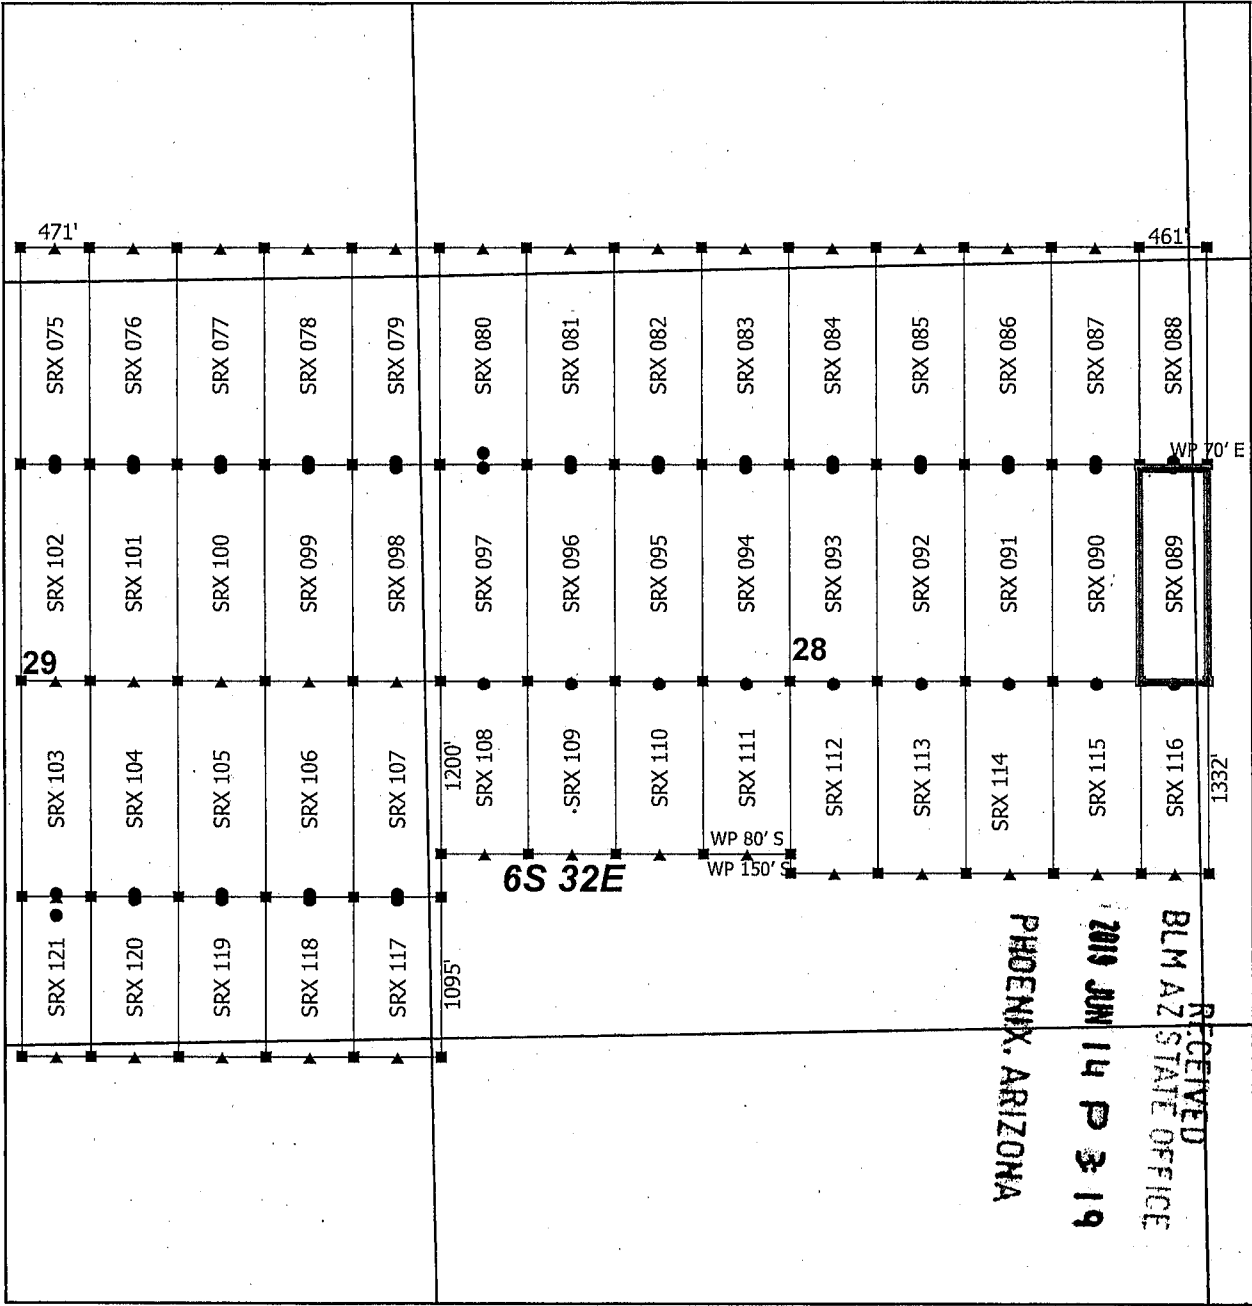 471'
461'
SRX 075
SRX 076
SRX 077
SRX 078
SRX 079
SRX 080
SRX 081
SRX 082
SRX 083
SRX 084
SRX 085
SRX 086
SRX 087
SRX 088
WP 70' E
SRX 102
SRX 101
SRX 100
SRX 099
SRX 098
SRX 097
SRX 096
SRX 095
SRX 094
SRX 093
SRX 092
SRX 091
SRX 090
SRX 089
29
28
SRX 103
SRX 104
SRX 105
SRX 106
SRX 107
1200'
SRX 108
SRX 109
SRX 110
SRX 111
SRX 112
SRX 113
SRX 114
SRX 115
SRX 116
1332'
WP 80' S
WP 150' S
6S 32E
SRX 121
SRX 120
SRX 119
SRX 118
SRX 117
1095'
RECEIVED
BLM AZ STATE OFFICE
2019 JUN 14 P 3:19
PHOENIX, ARIZONA